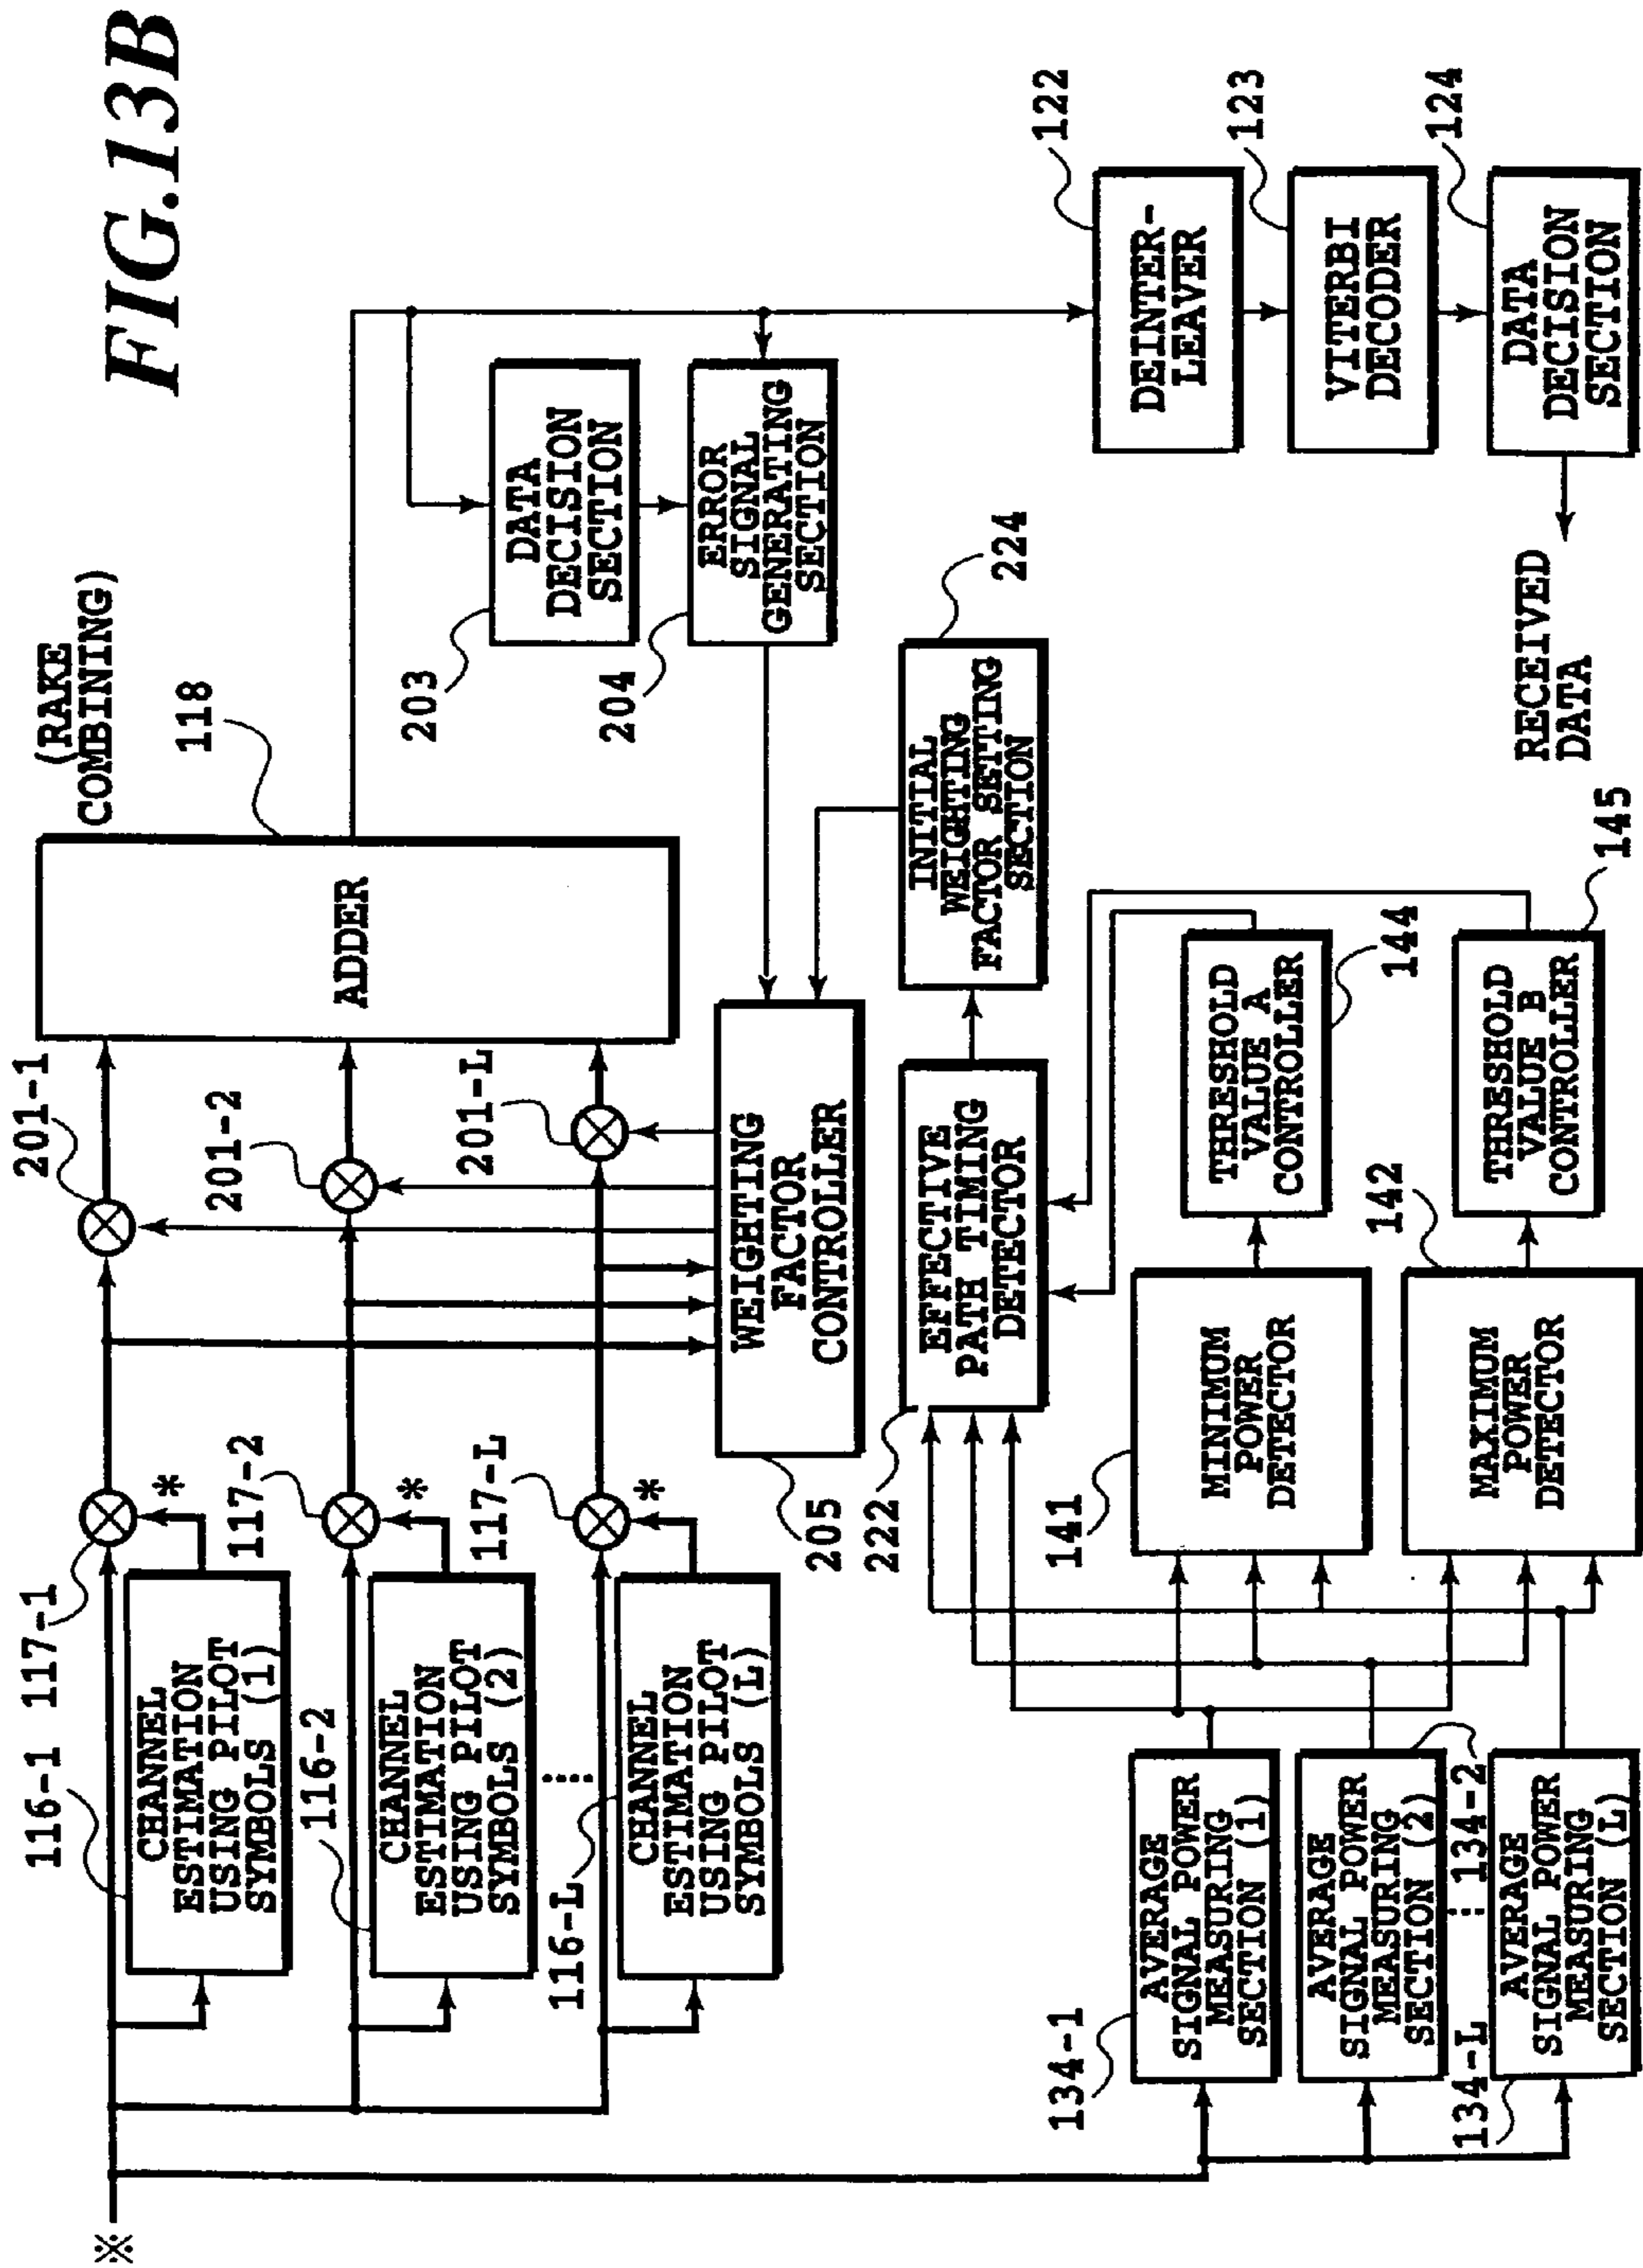 FIG.13B
(RAKE
COMBINING)
118
ADDER
201-1
201-2
201-L
117-1
117-2
117-L
*
*
*
116-1
CHANNEL
ESTIMATION
USING PILOT
SYMBOLS (1)
116-2
CHANNEL
ESTIMATION
USING PILOT
SYMBOLS (2)
116-L
CHANNEL
ESTIMATION
USING PILOT
SYMBOLS (L)
※
203
DATA
DECISION
SECTION
204
ERROR
SIGNAL
GENERATING
SECTION
205
WEIGHTING
FACTOR
CONTROLLER
224
INITIAL
WEIGHTING
FACTOR SETTING
SECTION
222
EFFECTIVE
PATH TIMING
DETECTOR
122
DEINTER-
LEAVER
123
VITERBI
DECODER
124
DATA
DECISION
SECTION
RECEIVED
DATA
134-1
AVERAGE
SIGNAL POWER
MEASURING
SECTION (1)
AVERAGE
SIGNAL POWER
MEASURING
SECTION (2)
134-2
134-L
AVERAGE
SIGNAL POWER
MEASURING
SECTION (L)
141
MINIMUM
POWER
DETECTOR
142
MAXIMUM
POWER
DETECTOR
THRESHOLD
VALUE A
CONTROLLER
144
THRESHOLD
VALUE B
CONTROLLER
145